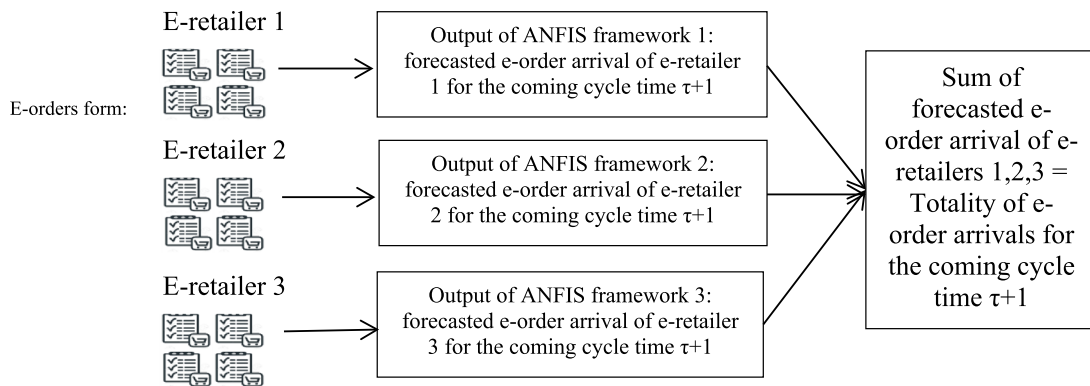 E-retailer 1
Output of ANFIS framework 1:
forecasted e-order arrival of e-retailer
1 for the coming cycle time τ+1
E-orders form:
E-retailer 2
Output of ANFIS framework 2:
forecasted e-order arrival of e-retailer
2 for the coming cycle time τ+1
E-retailer 3
Output of ANFIS framework 3:
forecasted e-order arrival of e-retailer
3 for the coming cycle time τ+1
Sum of
forecasted e-
order arrival of e-
retailers 1,2,3 =
Totality of e-
order arrivals for
the coming cycle
time τ+1